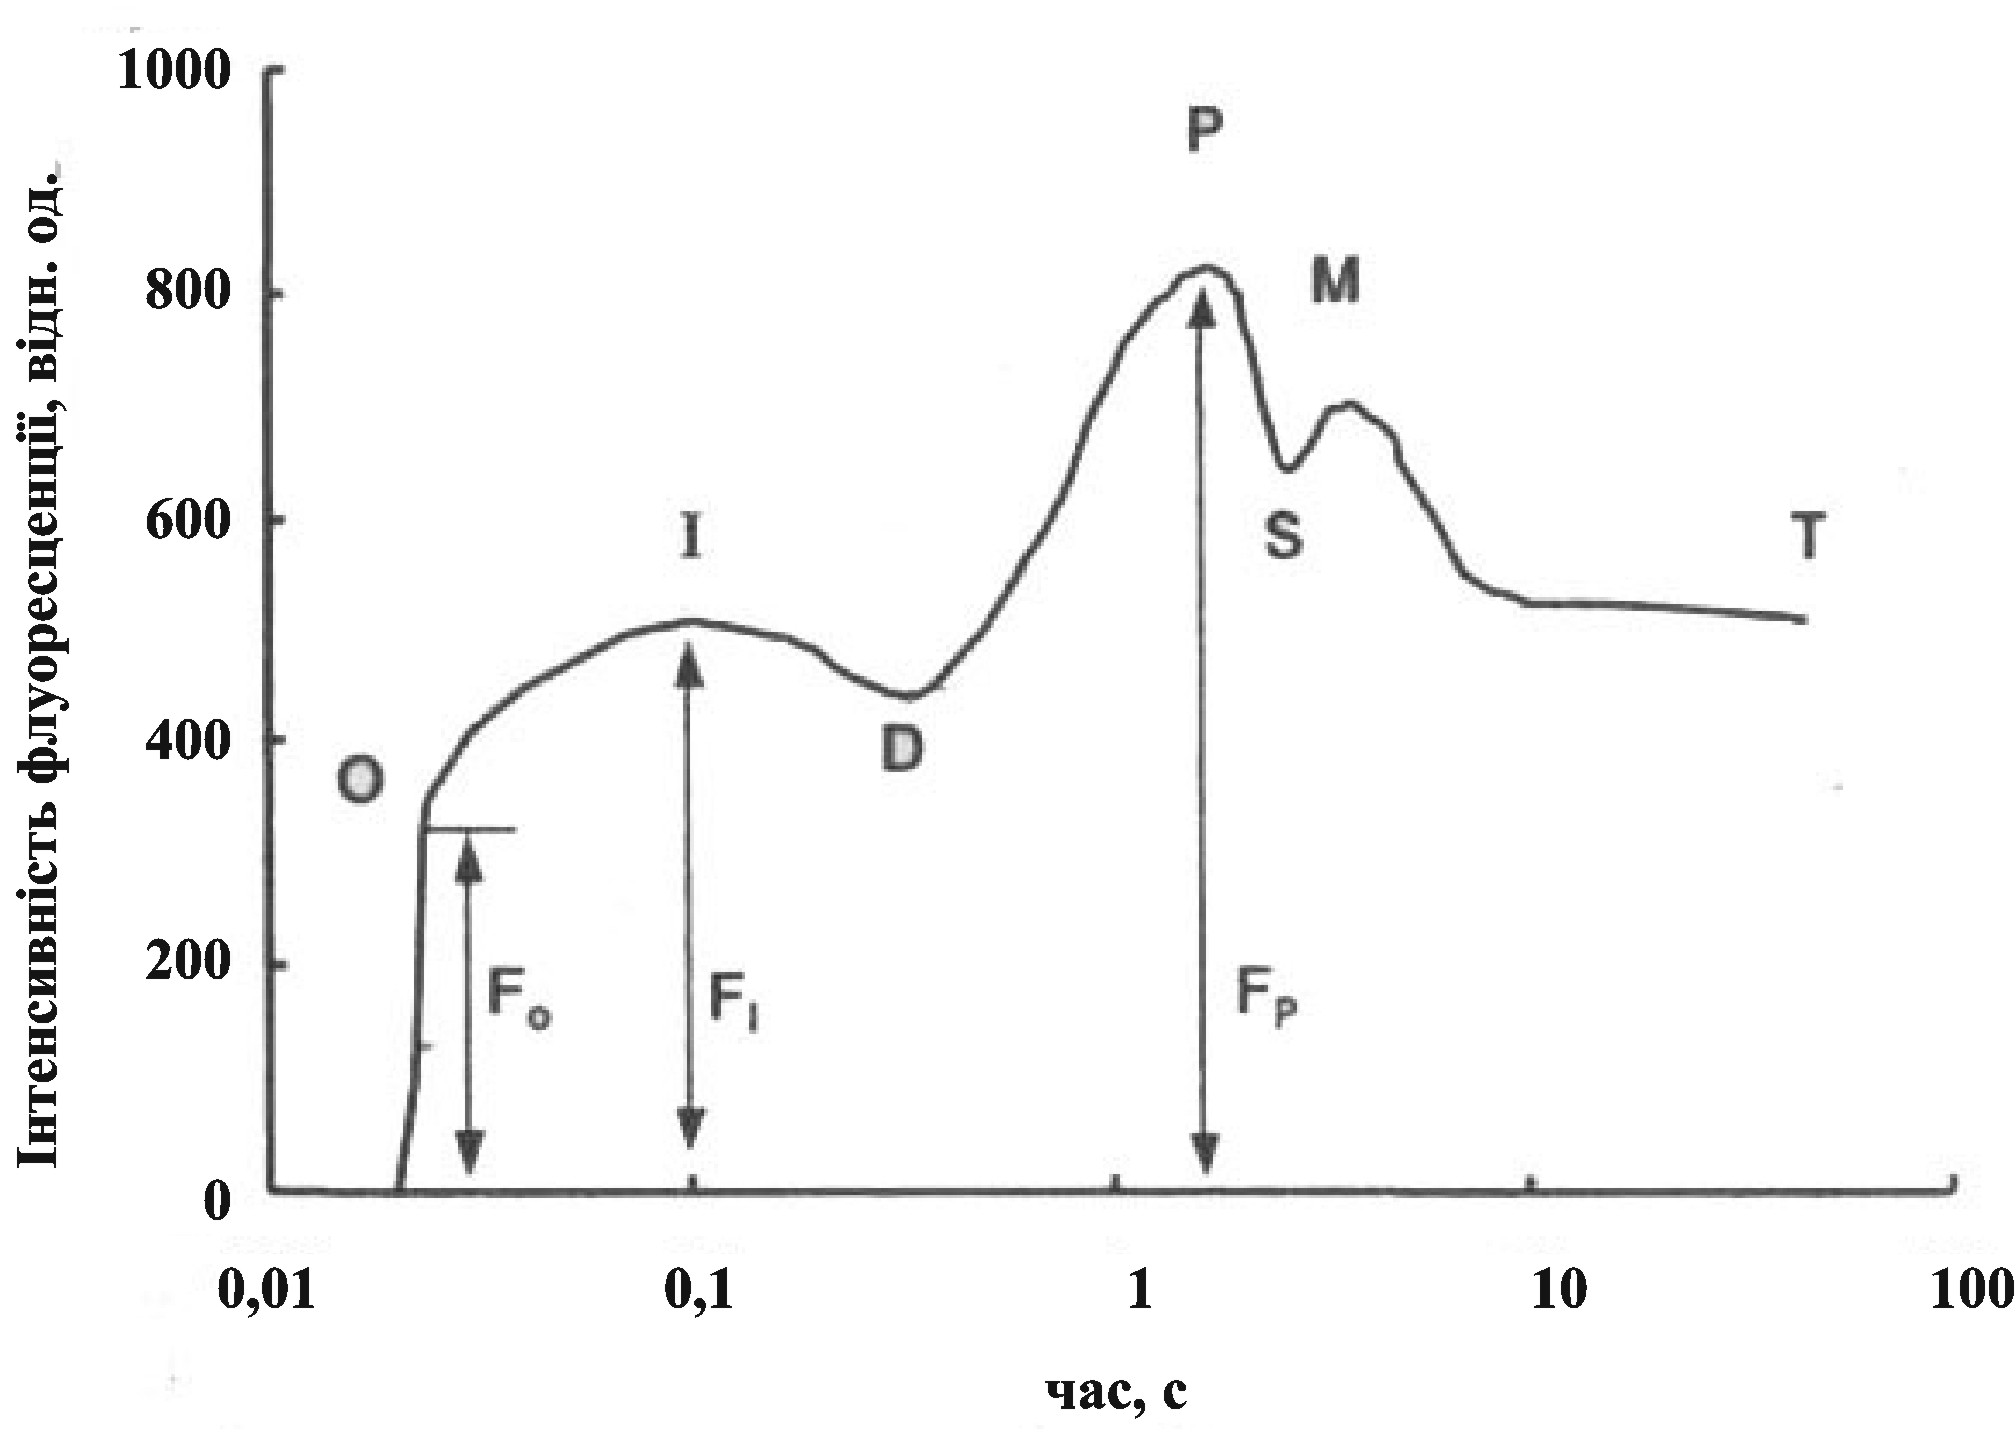 Інтенсивність флуоресценції, відн. од.
1000
800
600
400
200
0
O
I
D
P
S
M
T
Fo
FI
FP
0,01
0,1
1
10
100
час, с